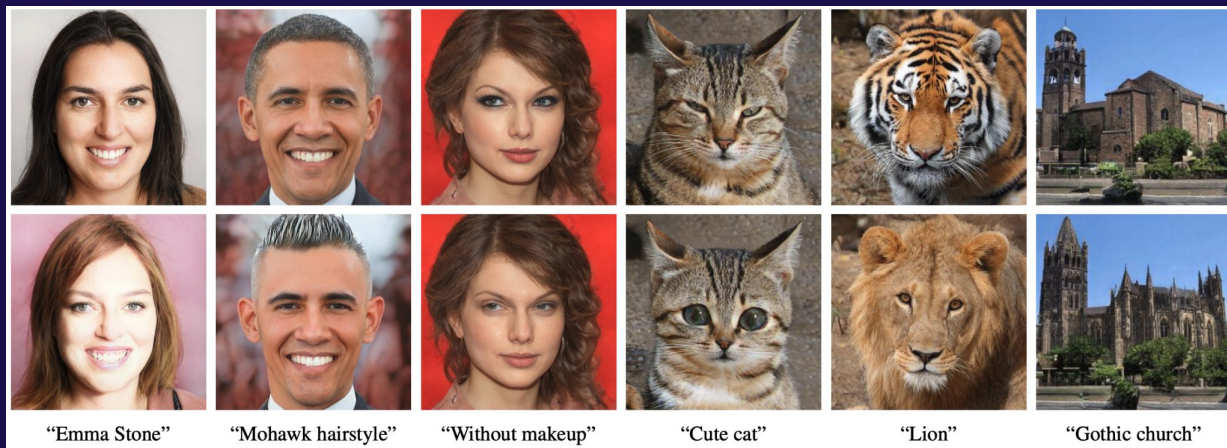 “Emma Stone” “Mohawk hairstyle” “Without makeup” “Cute cat” “Lion” “Gothic church”